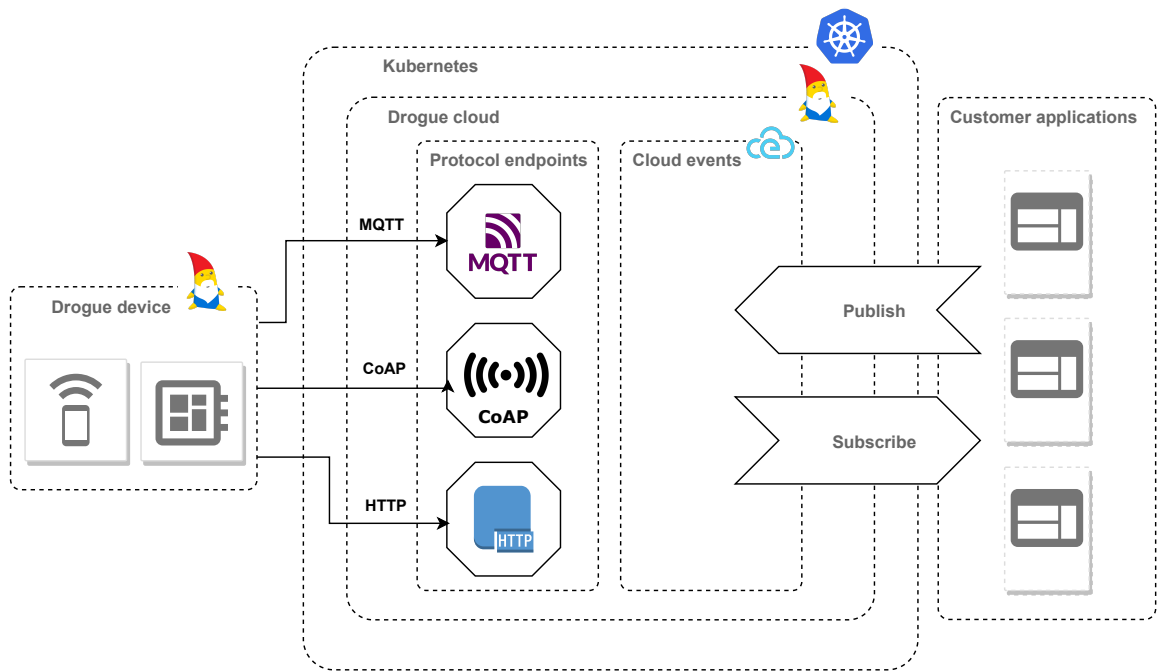 Kubernetes
Drogue cloud
Customer applications
Protocol endpoints
Cloud events
MQTT
MQTT
Drogue device
Publish
CoAP
CoAP
Subscribe
HTTP
HTTP